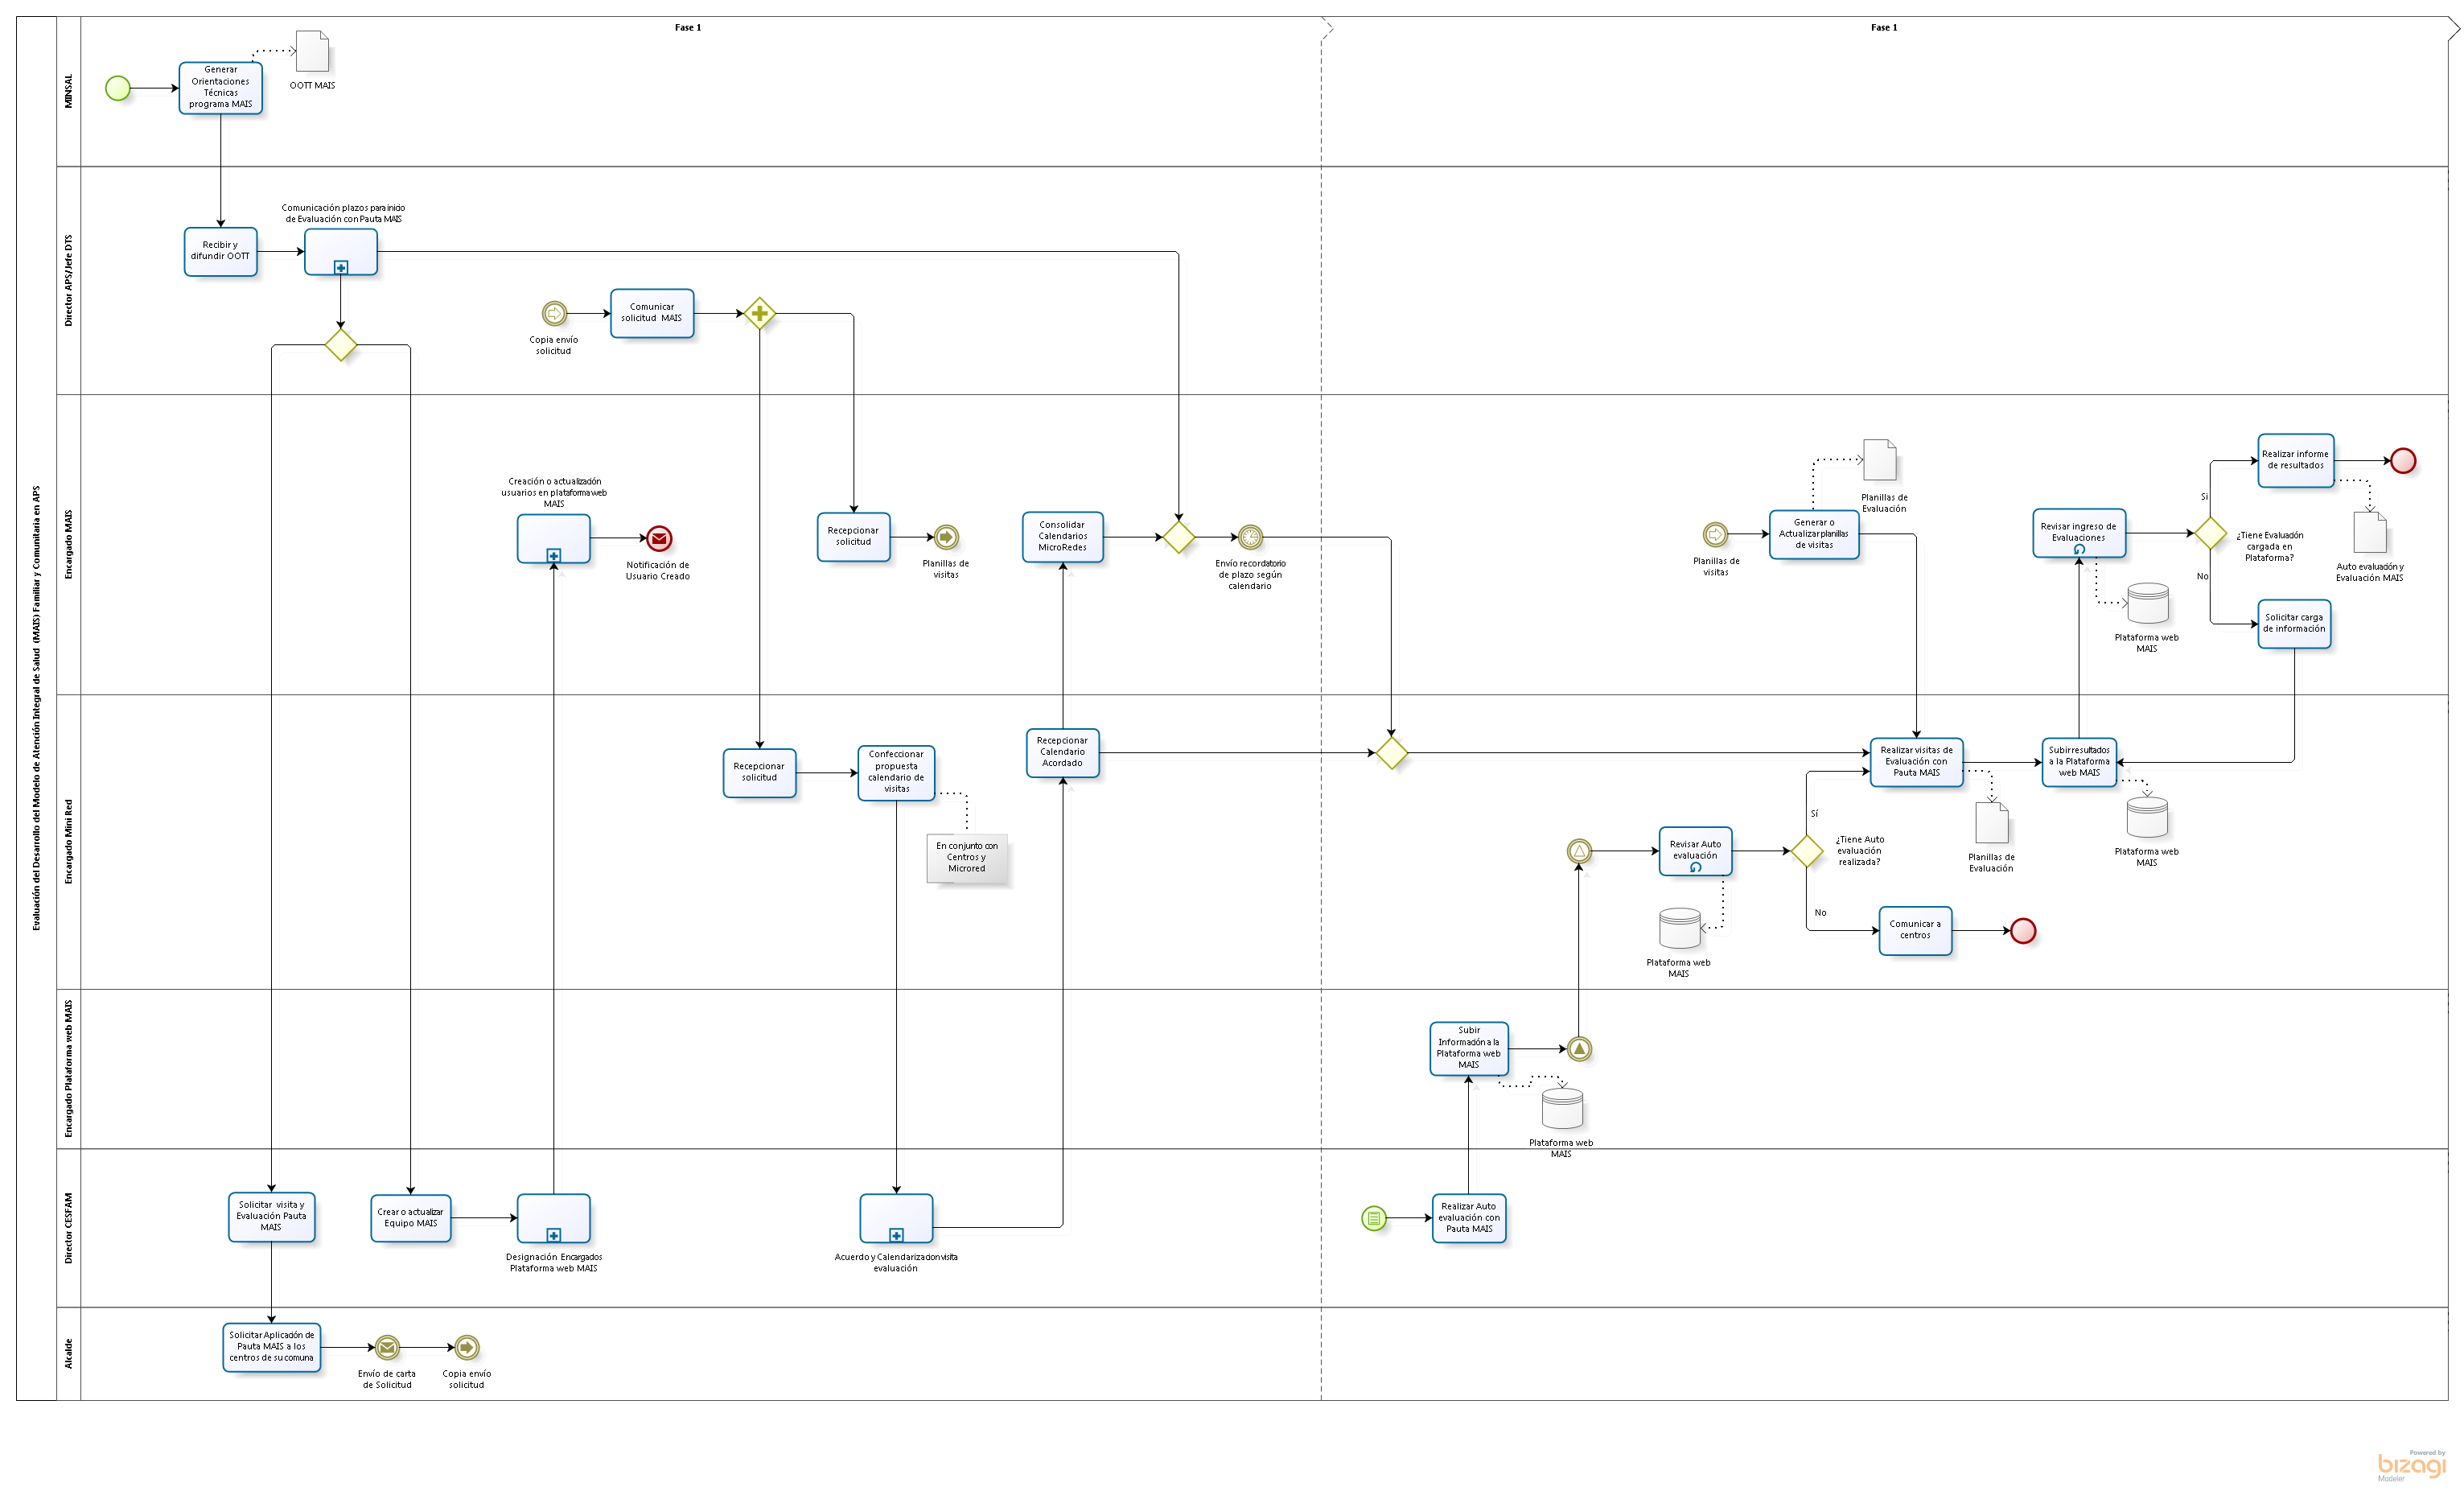 Fase 1
Fase 1
Evaluación del Desarrollo del Modelo de Atención Integral de Salud (MAIS) Familiar y Comunitaria en APS
MINSAL
Generar
Orientaciones
Técnicas
programa MAIS
OOTT MAIS
Director APS/Jefe DTS
Recibir y
difundir OOTT
Comunicación plazos para inicio
de Evaluación con Pauta MAIS
Copia envío
solicitud
Comunicar
solicitud MAIS
Encargado MAIS
Creación o actualización
usuarios en plataforma web
MAIS
Notificación de
Usuario Creado
Recepcionar
solicitud
Planillas de
visitas
Consolidar
Calendarios
MicroRedes
Envío recordatorio
de plazo según
calendario
Planillas de
visitas
Generar o
Actualizar planillas
de visitas
Planillas de
Evaluación
Revisar ingreso de
Evaluaciones
Plataforma web
MAIS
Si
No
¿Tiene Evaluación
cargada en
Plataforma?
Realizar informe
de resultados
Auto evaluación y
Evaluación MAIS
Solicitar carga
de información
Encargado Mini Red
Recepcionar
solicitud
Confeccionar
propuesta
calendario de
visitas
En conjunto con
Centros y
Microred
Recepcionar
Calendario
Acordado
Revisar Auto
evaluación
Plataforma web
MAIS
Sí
No
¿Tiene Auto
evaluación
realizada?
Realizar visitas de
Evaluación con
Pauta MAIS
Planillas de
Evaluación
Subir resultados
a la Plataforma
web MAIS
Plataforma web
MAIS
Comunicar a
centros
Encargado Plataforma web MAIS
Subir
Información a la
Plataforma web
MAIS
Plataforma web
MAIS
Director CESFAM
Solicitar visita y
Evaluación Pauta
MAIS
Crear o actualizar
Equipo MAIS
Designación Encargados
Plataforma web MAIS
Acuerdo y Calendarizacion visita
evaluación
Realizar Auto
evaluación con
Pauta MAIS
Alcalde
Solicitar Aplicación de
Pauta MAIS a los
centros de su comuna
Envío de carta
de Solicitud
Copia envío
solicitud
Powered by
bizagi
Modeler